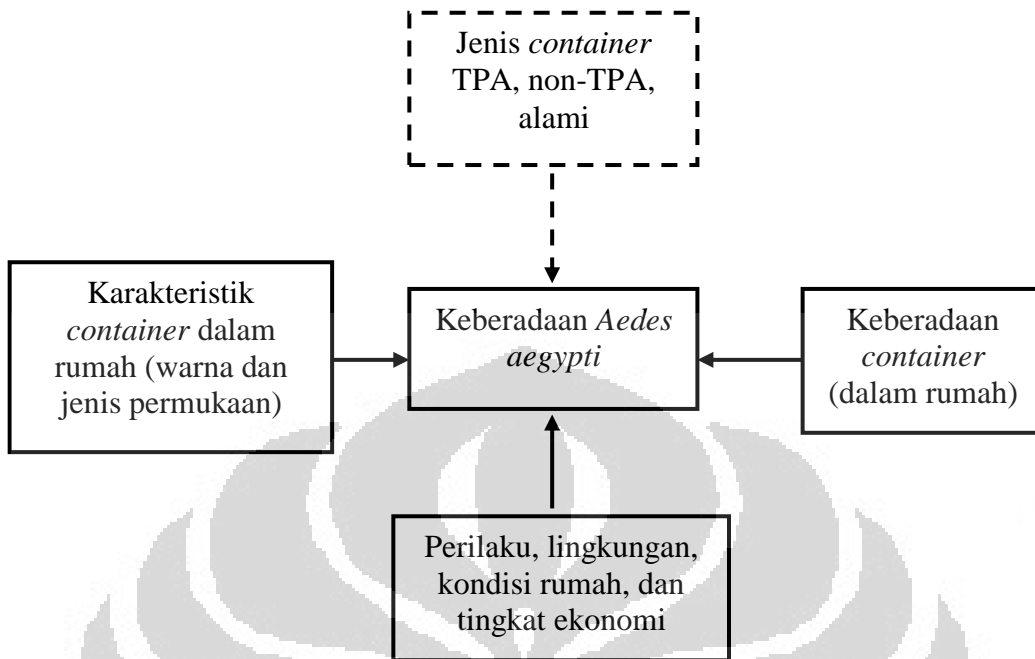 Jenis container
TPA, non-TPA,
alami
Karakteristik
container dalam
rumah (warna dan
jenis permukaan)
Keberadaan Aedes
aegypti
Keberadaan
container
(dalam rumah)
Perilaku, lingkungan,
kondisi rumah, dan
tingkat ekonomi